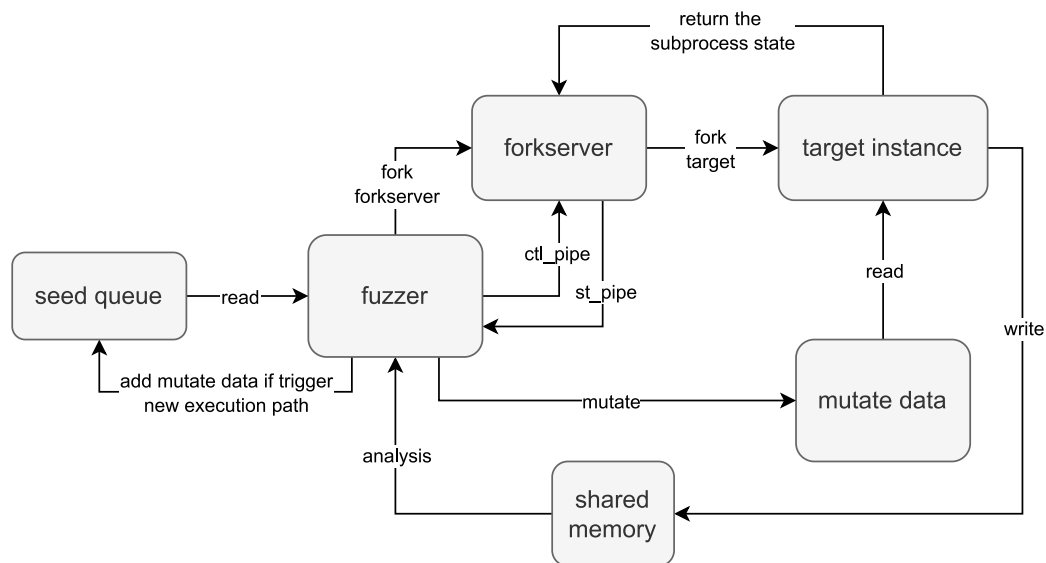 return the
subprocess state
forkserver
fork
target
target instance
fork
forkserver
ctl_pipe
st_pipe
read
seed queue
read
fuzzer
write
add mutate data if trigger
new execution path
mutate
mutate data
analysis
shared
memory